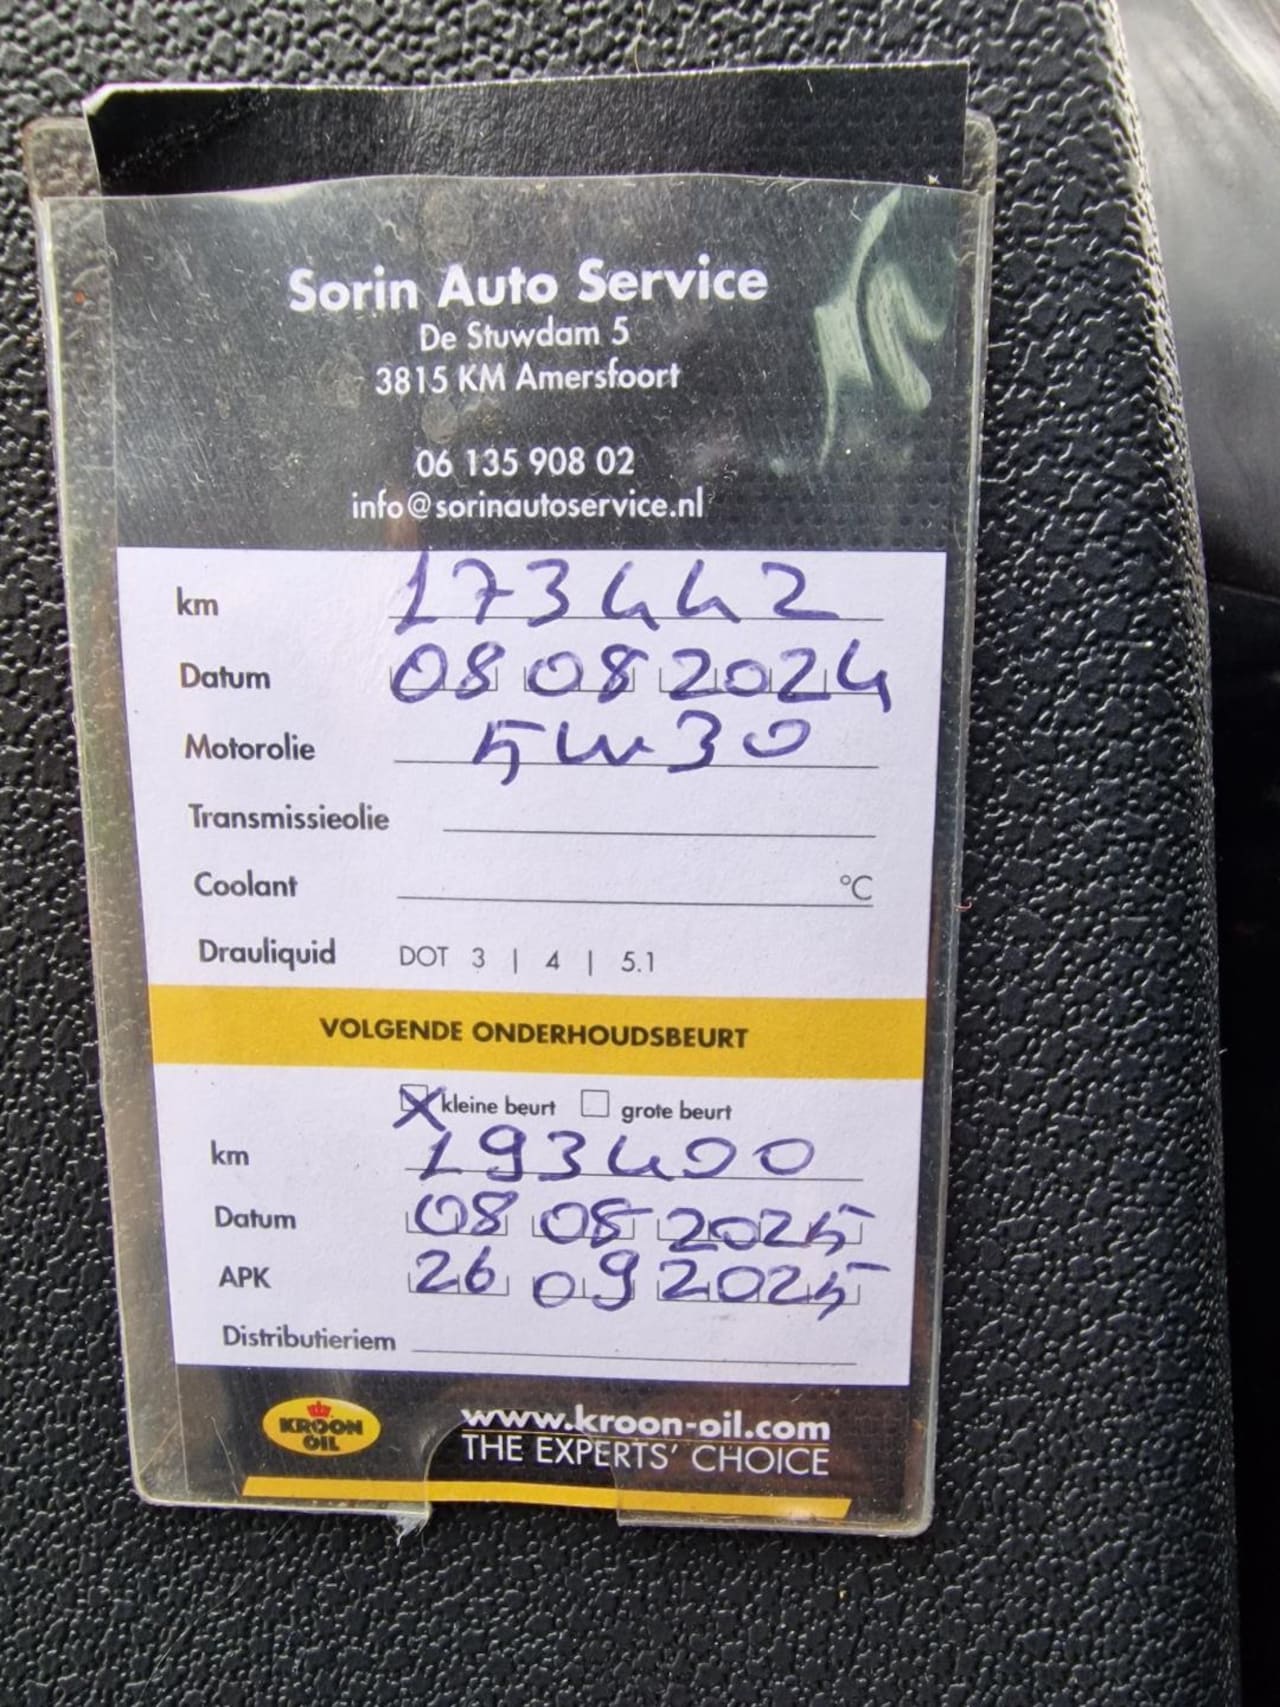 Sorin Auto Service
De Stuwdam 5
3815 KM Amersfoort
06 135 908 02
info@sorinautoservice.nl
km 173442
Datum 08 08 2024
Motorolie 5w30
Transmissieolie
Coolant °C
Drauliquid DOT 3 | 4 | 5.1
VOLGENDE ONDERHOUDSBEURT
X kleine beurt grote beurt
km 193400
Datum 08 08 2025
APK 26 09 2025
Distributieriem
KROON OIL
www.kroon-oil.com
THE EXPERTS' CHOICE